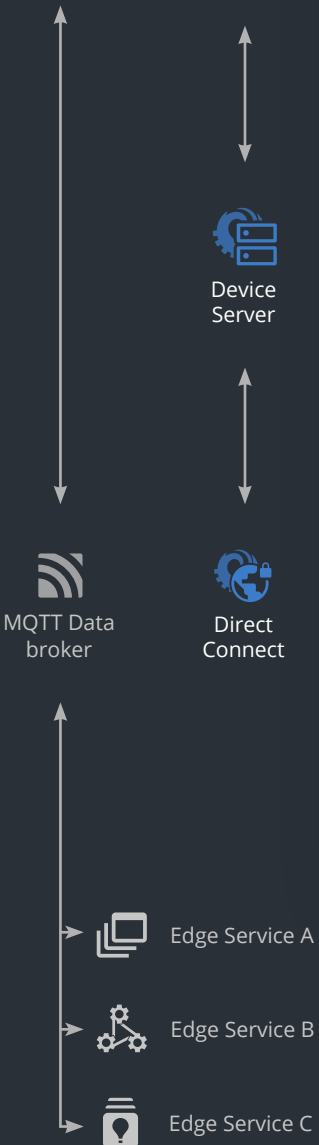 Device
Server
MQTT Data
broker
Direct
Connect
Edge Service A
Edge Service B
Edge Service C